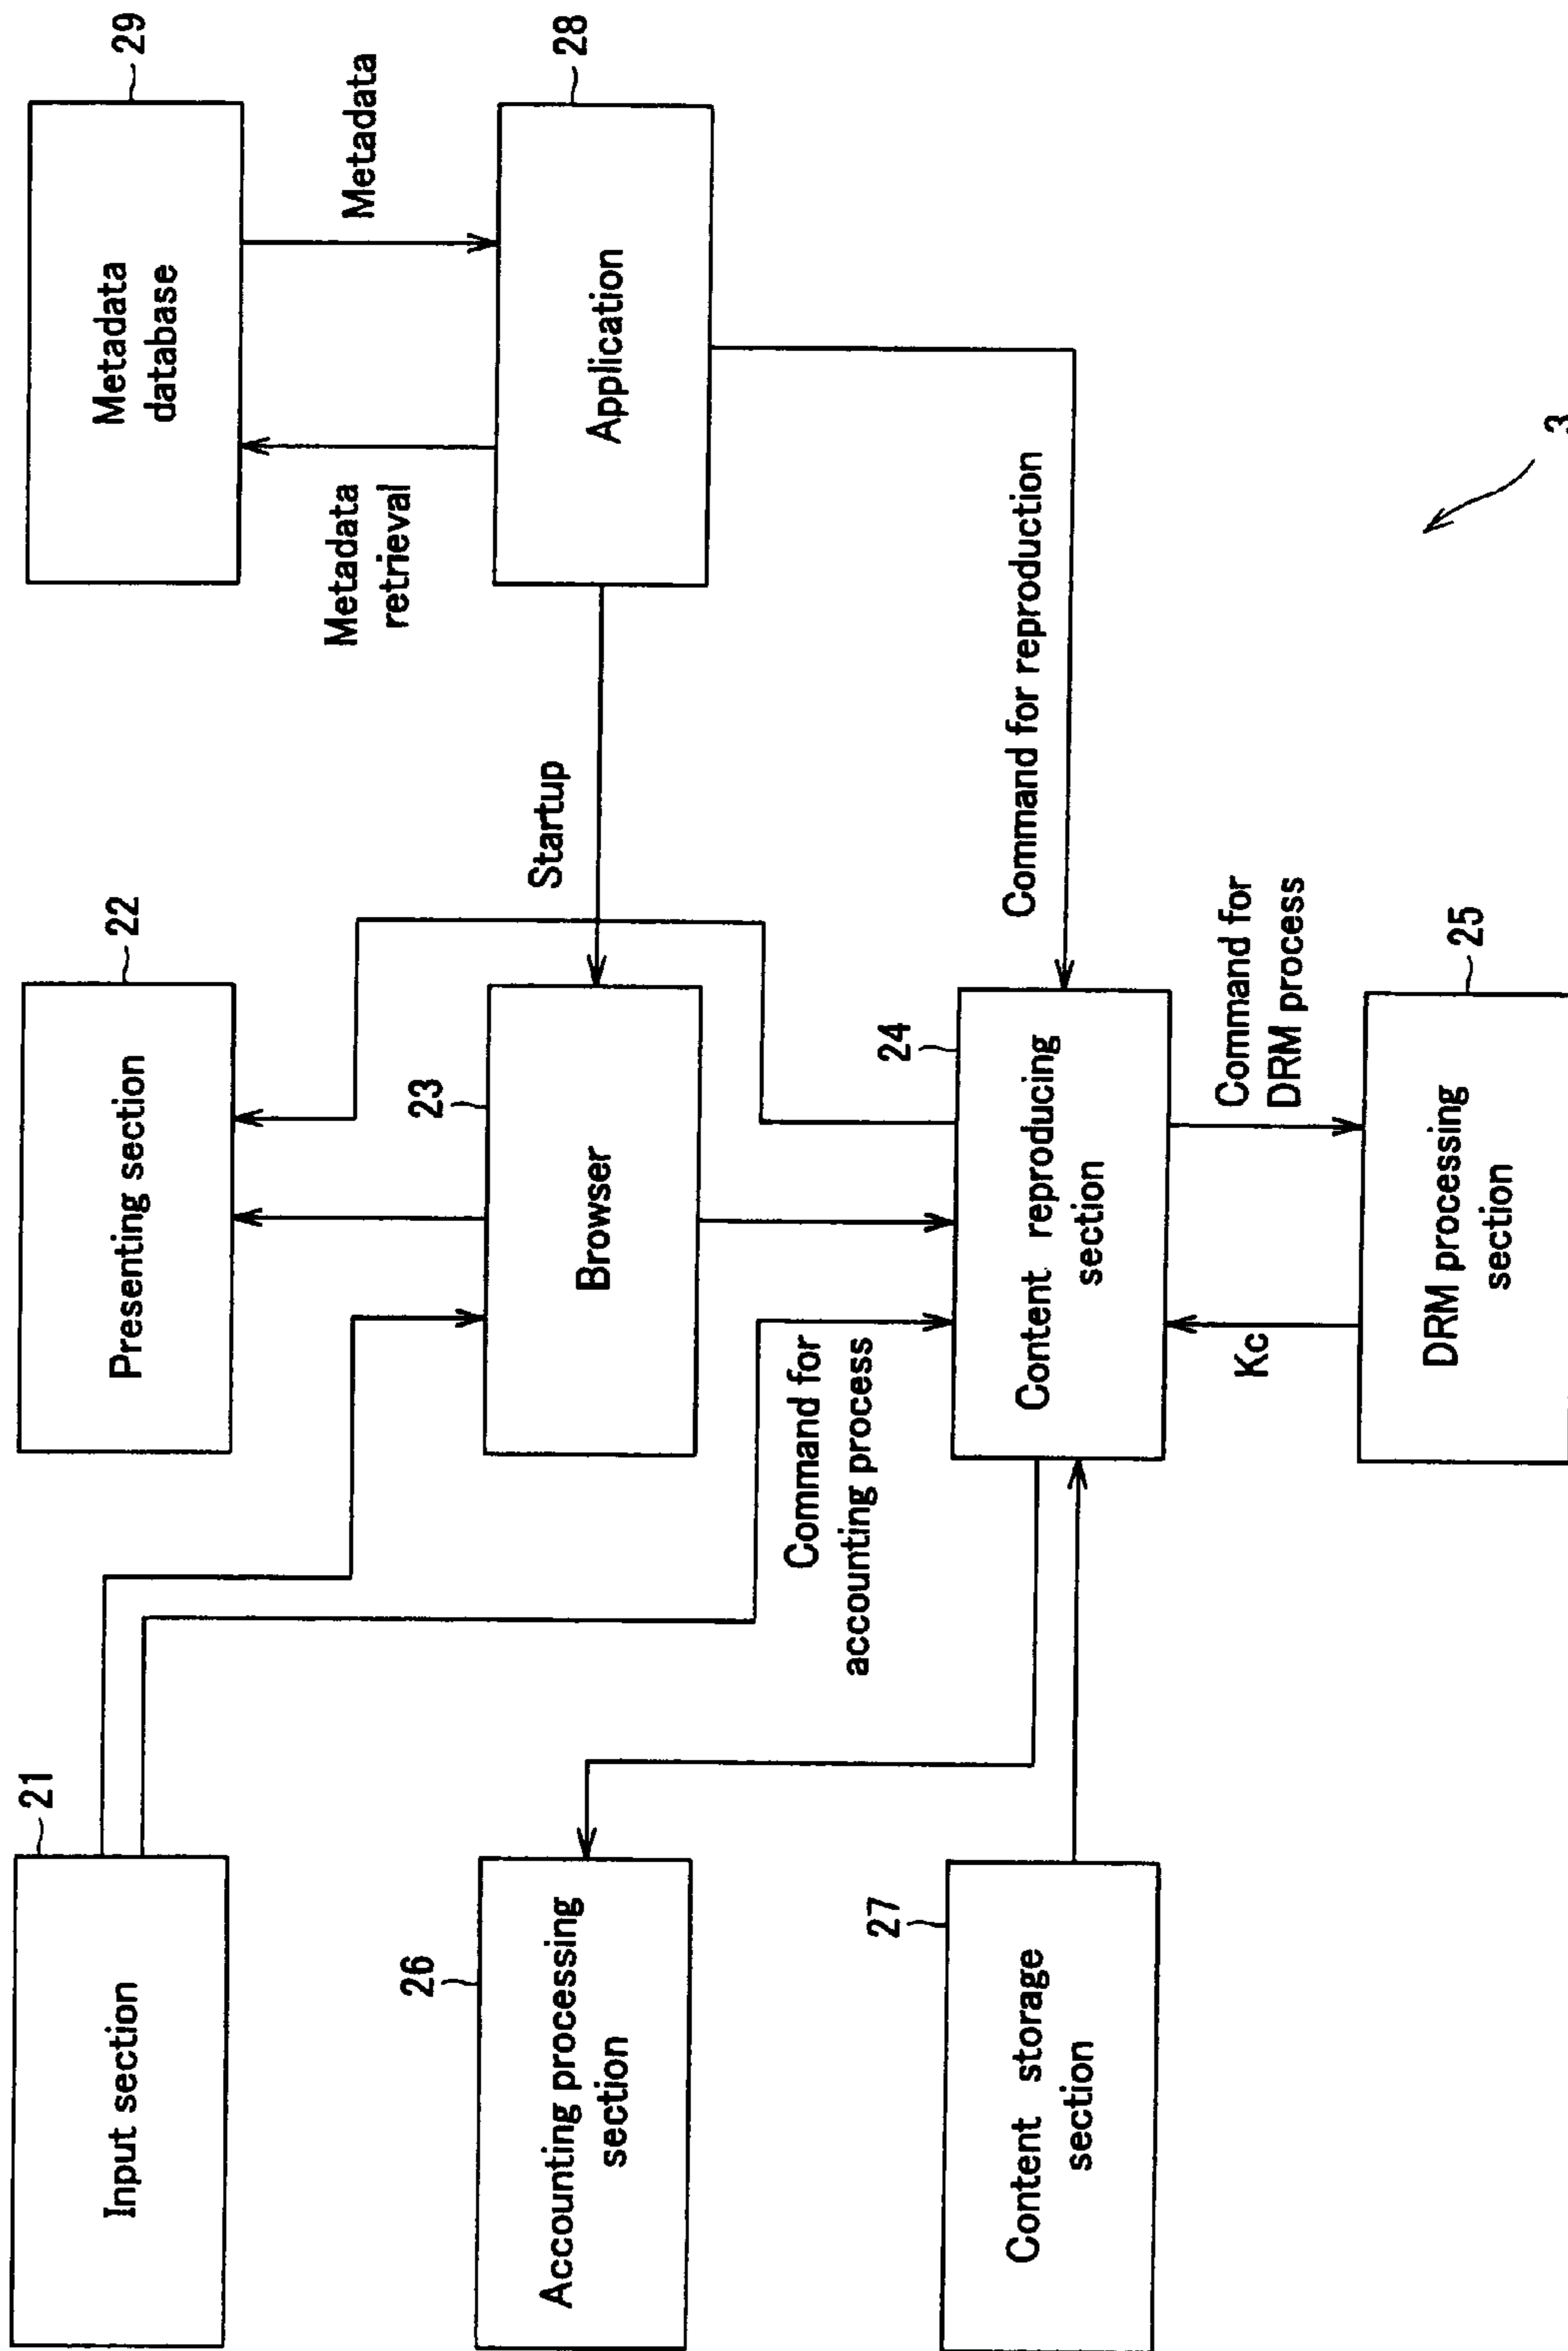 21
Input section
22
Presenting section
29
Metadata
database
Metadata
retrieval
Metadata
23
Browser
Startup
28
Application
26
Accounting processing
section
Command for
accounting process
24
Content reproducing
section
Command for reproduction
27
Content storage
section
Kc
Command for
DRM process
25
DRM processing
section
3